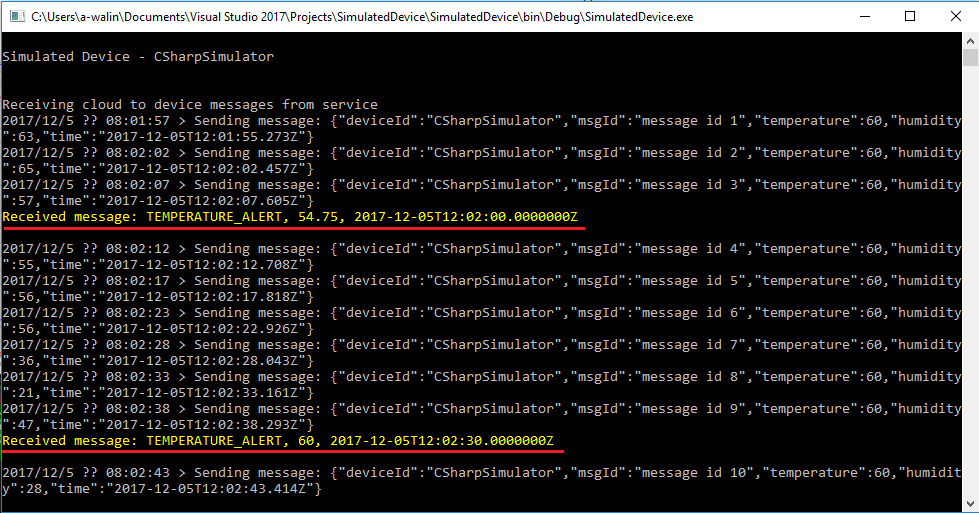 C:\Users\a-walin\Documents\Visual Studio 2017\Projects\SimulatedDevice\SimulatedDevice\bin\Debug\SimulatedDevice.exe
Simulated Device - CSharpSimulator
Receiving cloud to device messages from service
2017/12/5 ?? 08:01:57 > Sending message: {"deviceId":"CSharpSimulator","msgId":"message id 1","temperature":60,"humidity
":63,"time":"2017-12-05T12:01:55.273Z"}
2017/12/5 ?? 08:02:02 > Sending message: {"deviceId":"CSharpSimulator","msgId":"message id 2","temperature":60,"humidity
":65,"time":"2017-12-05T12:02:02.457Z"}
2017/12/5 ?? 08:02:07 > Sending message: {"deviceId":"CSharpSimulator","msgId":"message id 3","temperature":60,"humidity
":57,"time":"2017-12-05T12:02:07.605Z"}
Received message: TEMPERATURE_ALERT, 54.75, 2017-12-05T12:02:00.0000000Z
2017/12/5 ?? 08:02:12 > Sending message: {"deviceId":"CSharpSimulator","msgId":"message id 4","temperature":60,"humidity
":55,"time":"2017-12-05T12:02:12.708Z"}
2017/12/5 ?? 08:02:17 > Sending message: {"deviceId":"CSharpSimulator","msgId":"message id 5","temperature":60,"humidity
":56,"time":"2017-12-05T12:02:17.818Z"}
2017/12/5 ?? 08:02:23 > Sending message: {"deviceId":"CSharpSimulator","msgId":"message id 6","temperature":60,"humidity
":56,"time":"2017-12-05T12:02:22.926Z"}
2017/12/5 ?? 08:02:28 > Sending message: {"deviceId":"CSharpSimulator","msgId":"message id 7","temperature":60,"humidity
":36,"time":"2017-12-05T12:02:28.043Z"}
2017/12/5 ?? 08:02:33 > Sending message: {"deviceId":"CSharpSimulator","msgId":"message id 8","temperature":60,"humidity
":21,"time":"2017-12-05T12:02:33.161Z"}
2017/12/5 ?? 08:02:38 > Sending message: {"deviceId":"CSharpSimulator","msgId":"message id 9","temperature":60,"humidity
":47,"time":"2017-12-05T12:02:38.293Z"}
Received message: TEMPERATURE_ALERT, 60, 2017-12-05T12:02:30.0000000Z
2017/12/5 ?? 08:02:43 > Sending message: {"deviceId":"CSharpSimulator","msgId":"message id 10","temperature":60,"humidit
y":28,"time":"2017-12-05T12:02:43.414Z"}